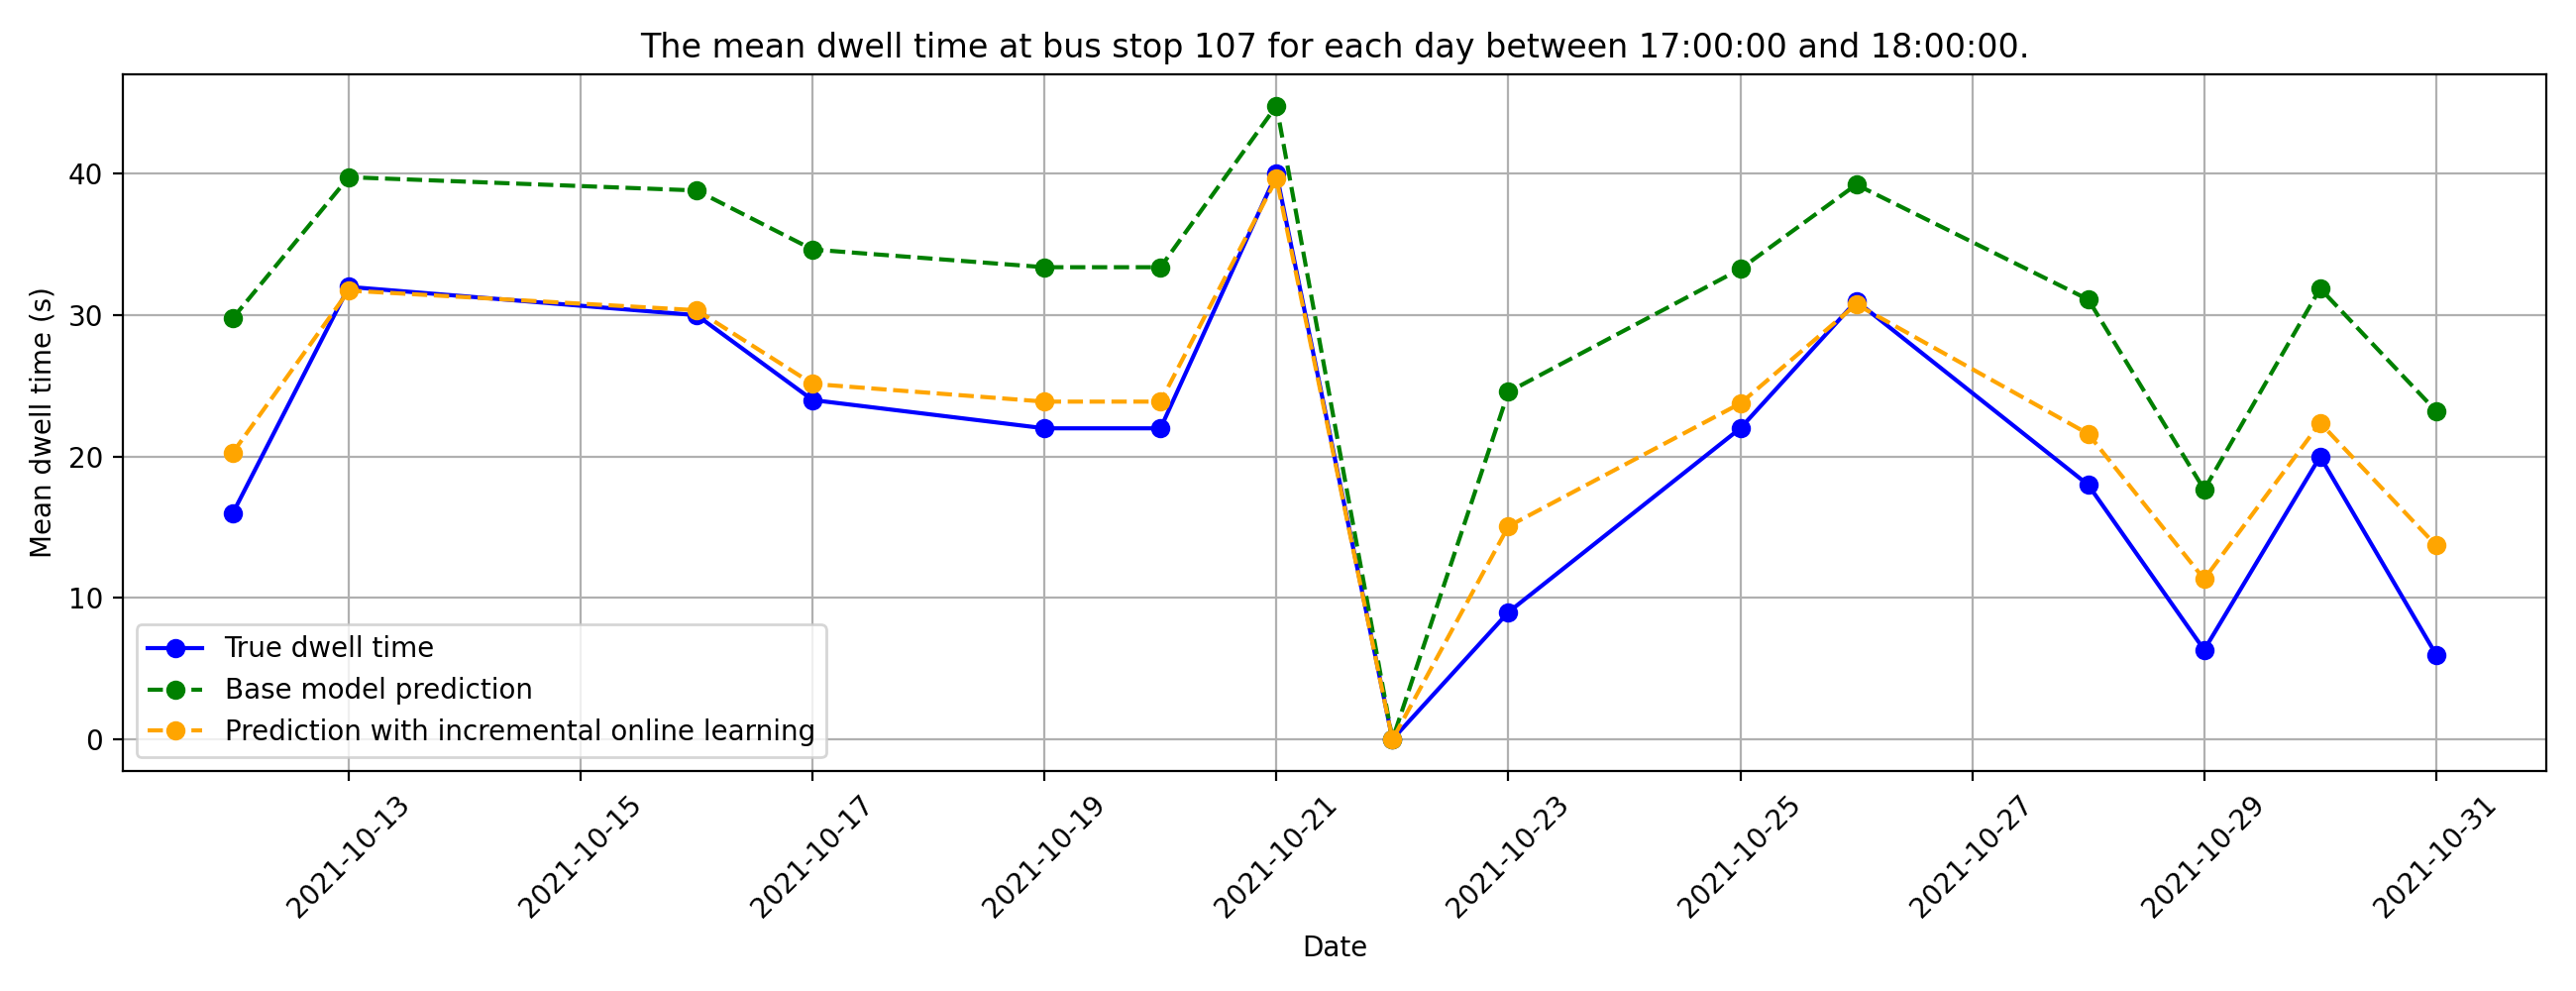 The mean dwell time at bus stop 107 for each day between 17:00:00 and 18:00:00.
Mean dwell time (s)
40
30
20
10
0
True dwell time
Base model prediction
Prediction with incremental online learning
2021-10-13
2021-10-15
2021-10-17
2021-10-19
2021-10-21
2021-10-23
2021-10-25
2021-10-27
2021-10-29
2021-10-31
Date